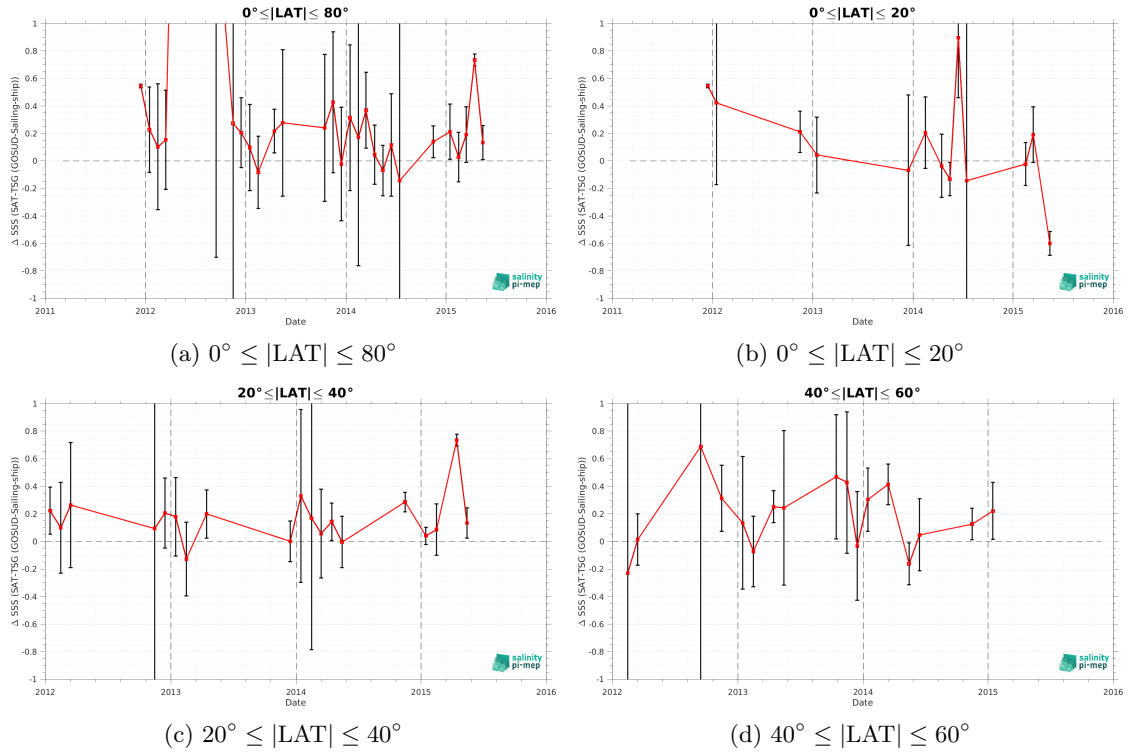 0°≤|LAT|≤ 80°
1
0.8
0.6
0.4
0.2
0
-0.2
-0.4
-0.6
-0.8
-1
Δ SSS (SAT-TSG (GOSUD-Sailing-ship))
2011 2012 2013 2014 2015 2016
Date
salinity
pi-mep
(a) 0° ≤ |LAT| ≤ 80°
0°≤|LAT|≤ 20°
1
0.8
0.6
0.4
0.2
0
-0.2
-0.4
-0.6
-0.8
-1
Δ SSS (SAT-TSG (GOSUD-Sailing-ship))
2011 2012 2013 2014 2015 2016
Date
salinity
pi-mep
(b) 0° ≤ |LAT| ≤ 20°
20°≤|LAT|≤ 40°
1
0.8
0.6
0.4
0.2
0
-0.2
-0.4
-0.6
-0.8
-1
Δ SSS (SAT-TSG (GOSUD-Sailing-ship))
2012 2013 2014 2015 2016
Date
salinity
pi-mep
(c) 20° ≤ |LAT| ≤ 40°
40°≤|LAT|≤ 60°
1
0.8
0.6
0.4
0.2
0
-0.2
-0.4
-0.6
-0.8
-1
Δ SSS (SAT-TSG (GOSUD-Sailing-ship))
2012 2013 2014 2015 2016
Date
salinity
pi-mep
(d) 40° ≤ |LAT| ≤ 60°